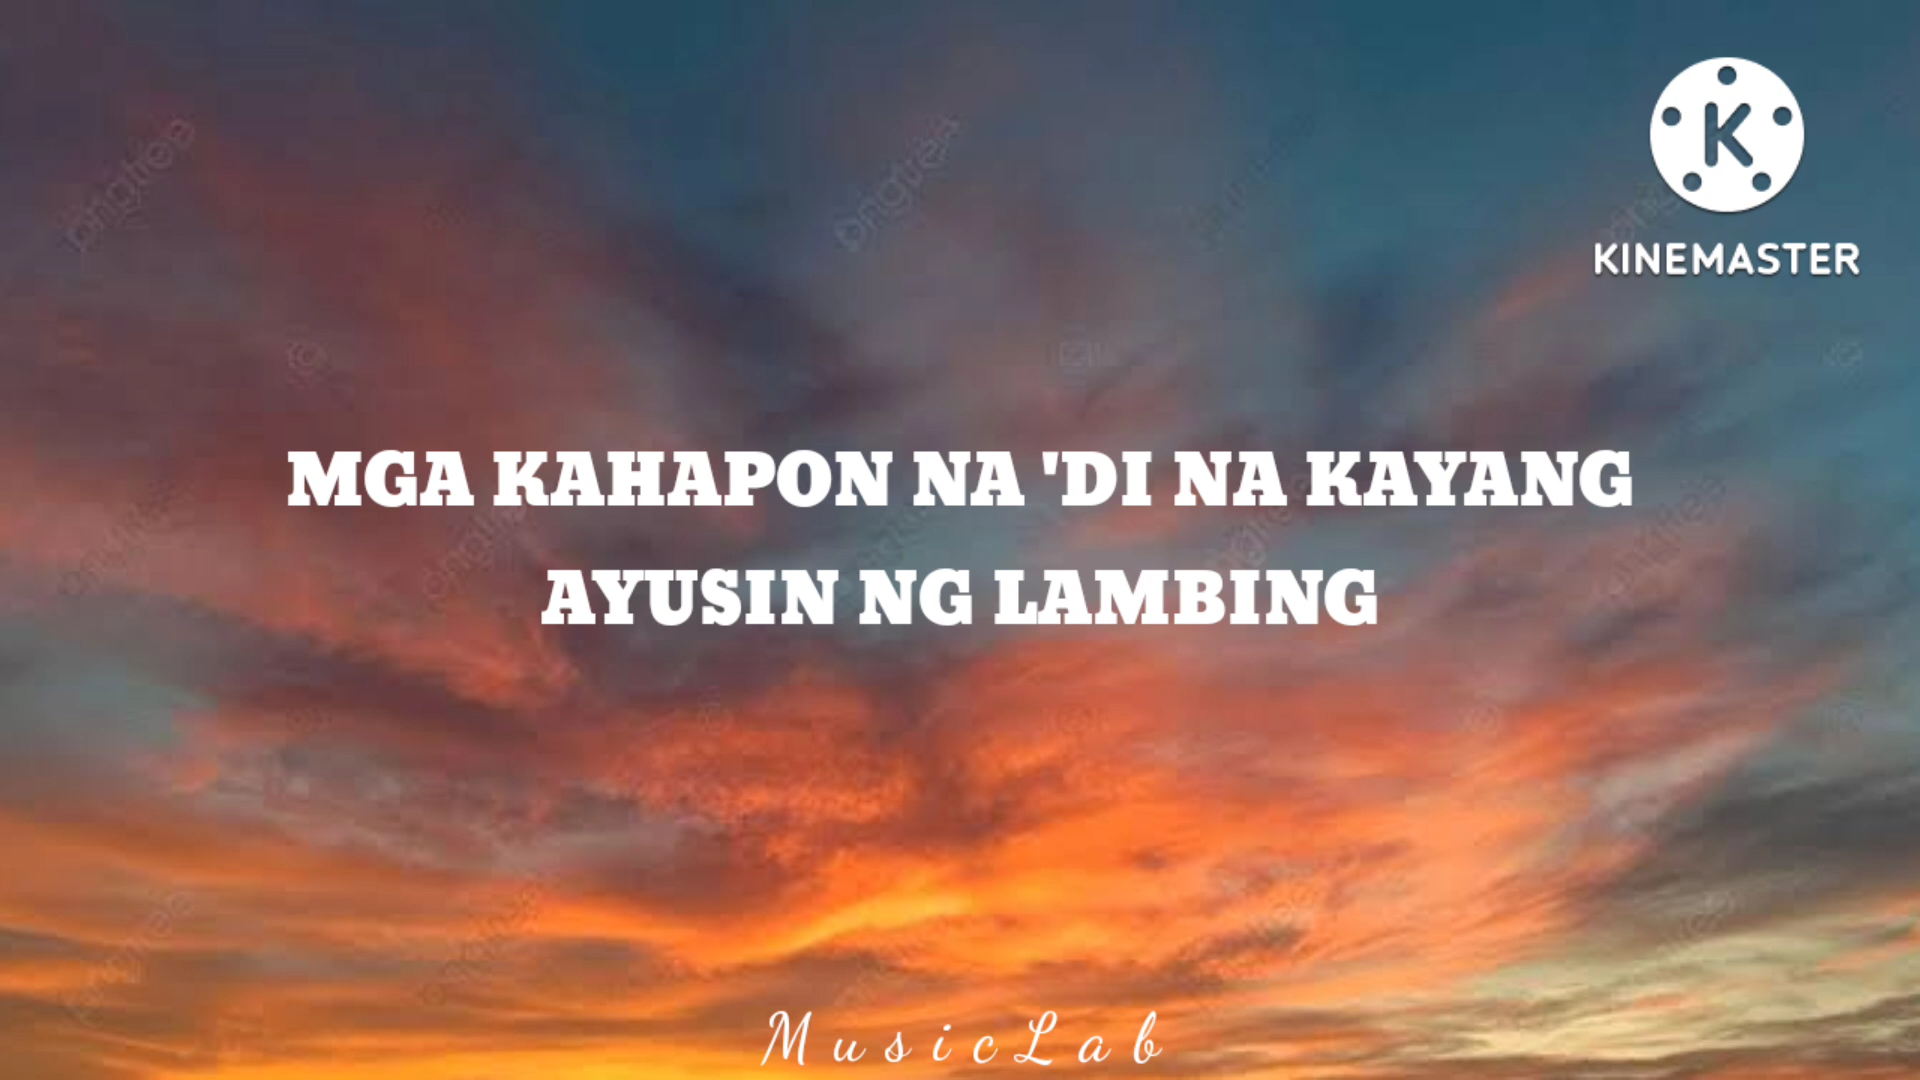 KINEMASTER
MGA KAHAPON NA 'DI NA KAYANG
AYUSIN NG LAMBING
MusicLab